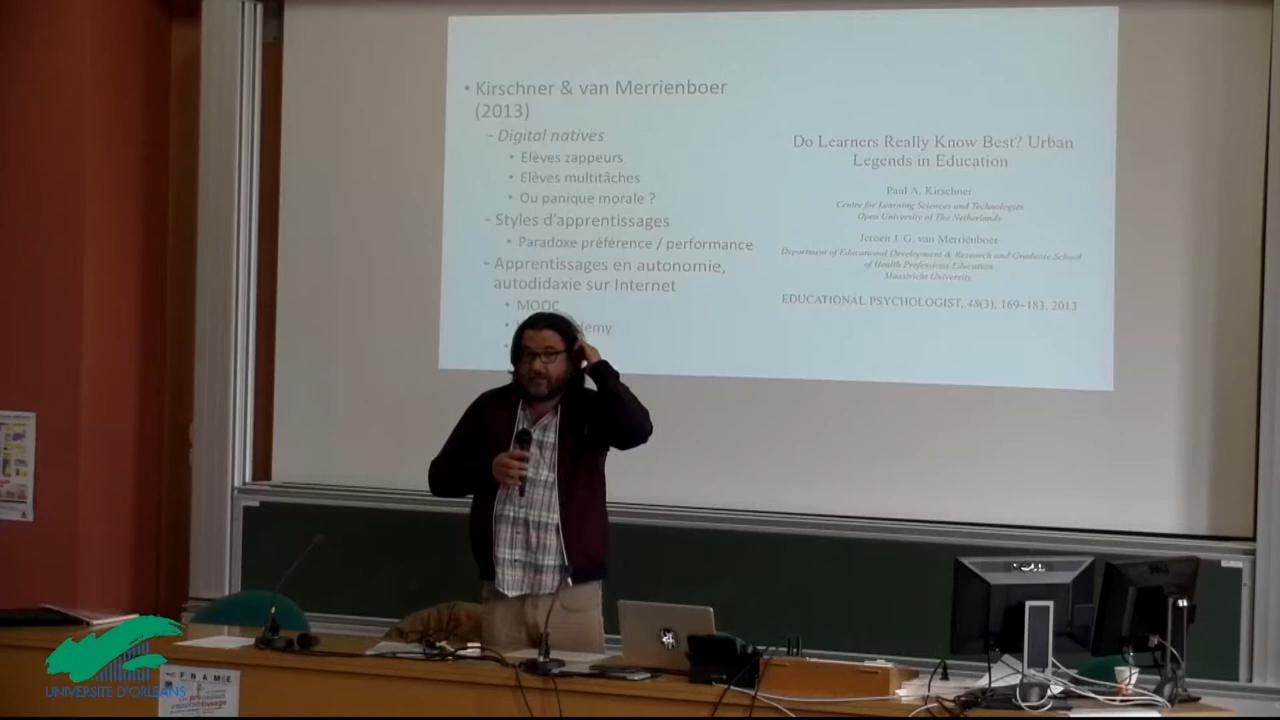 • Kirschner & van Merrienboer
(2013)
– Digital natives
• Elèves zappeurs
• Elèves multitâches
• Ou panique morale ?
– Styles d'apprentissages
• Paradoxe préférence / performance
– Apprentissages en autonomie,
autodidaxie sur Internet
• MOOC
Do Learners Really Know Best? Urban
Legends in Education
Paul A. Kirschner
Centre for Learning Sciences and Technologies
Open University of The Netherlands
Jeroen J. G. van Merrienboer
Department of Educational Development & Research and Graduate School
of Health Professions Education
Maastricht University
EDUCATIONAL PSYCHOLOGIST, 48(3), 169–183, 2013
DELL
UNIVERSITE D'ORLEANS
F N A M E